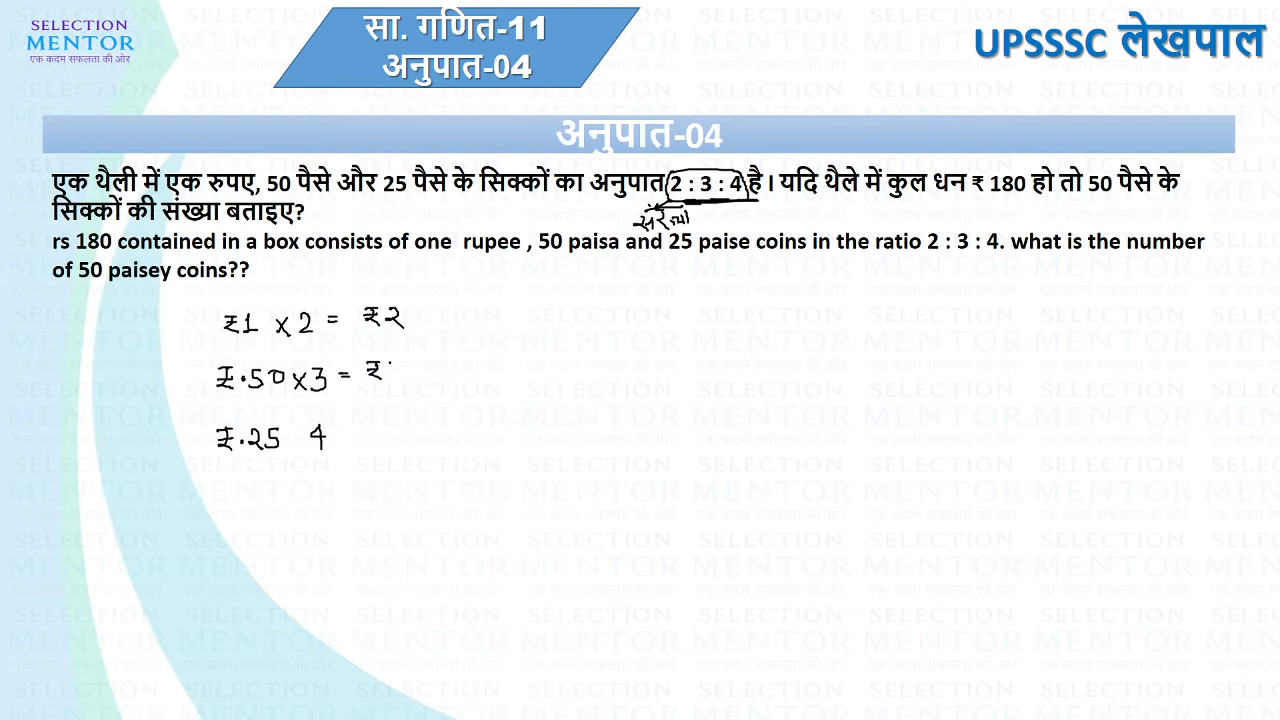 SELECTION
MENTOR
एक कदम सफलता की ओर
सा. गणित-11
अनुपात-04
UPSSSC लेखपाल
अनुपात-04
एक थैली में एक रुपए, 50 पैसे और 25 पैसे के सिक्कों का अनुपात 2 : 3 : 4 है । यदि थैले में कुल धन ₹ 180 हो तो 50 पैसे के
सिक्कों की संख्या बताइए?
संख्या
rs 180 contained in a box consists of one rupee , 50 paisa and 25 paise coins in the ratio 2 : 3 : 4. what is the number
of 50 paisey coins??
₹1 × 2 = ₹2
₹.50 × 3 = ₹
₹.25 4